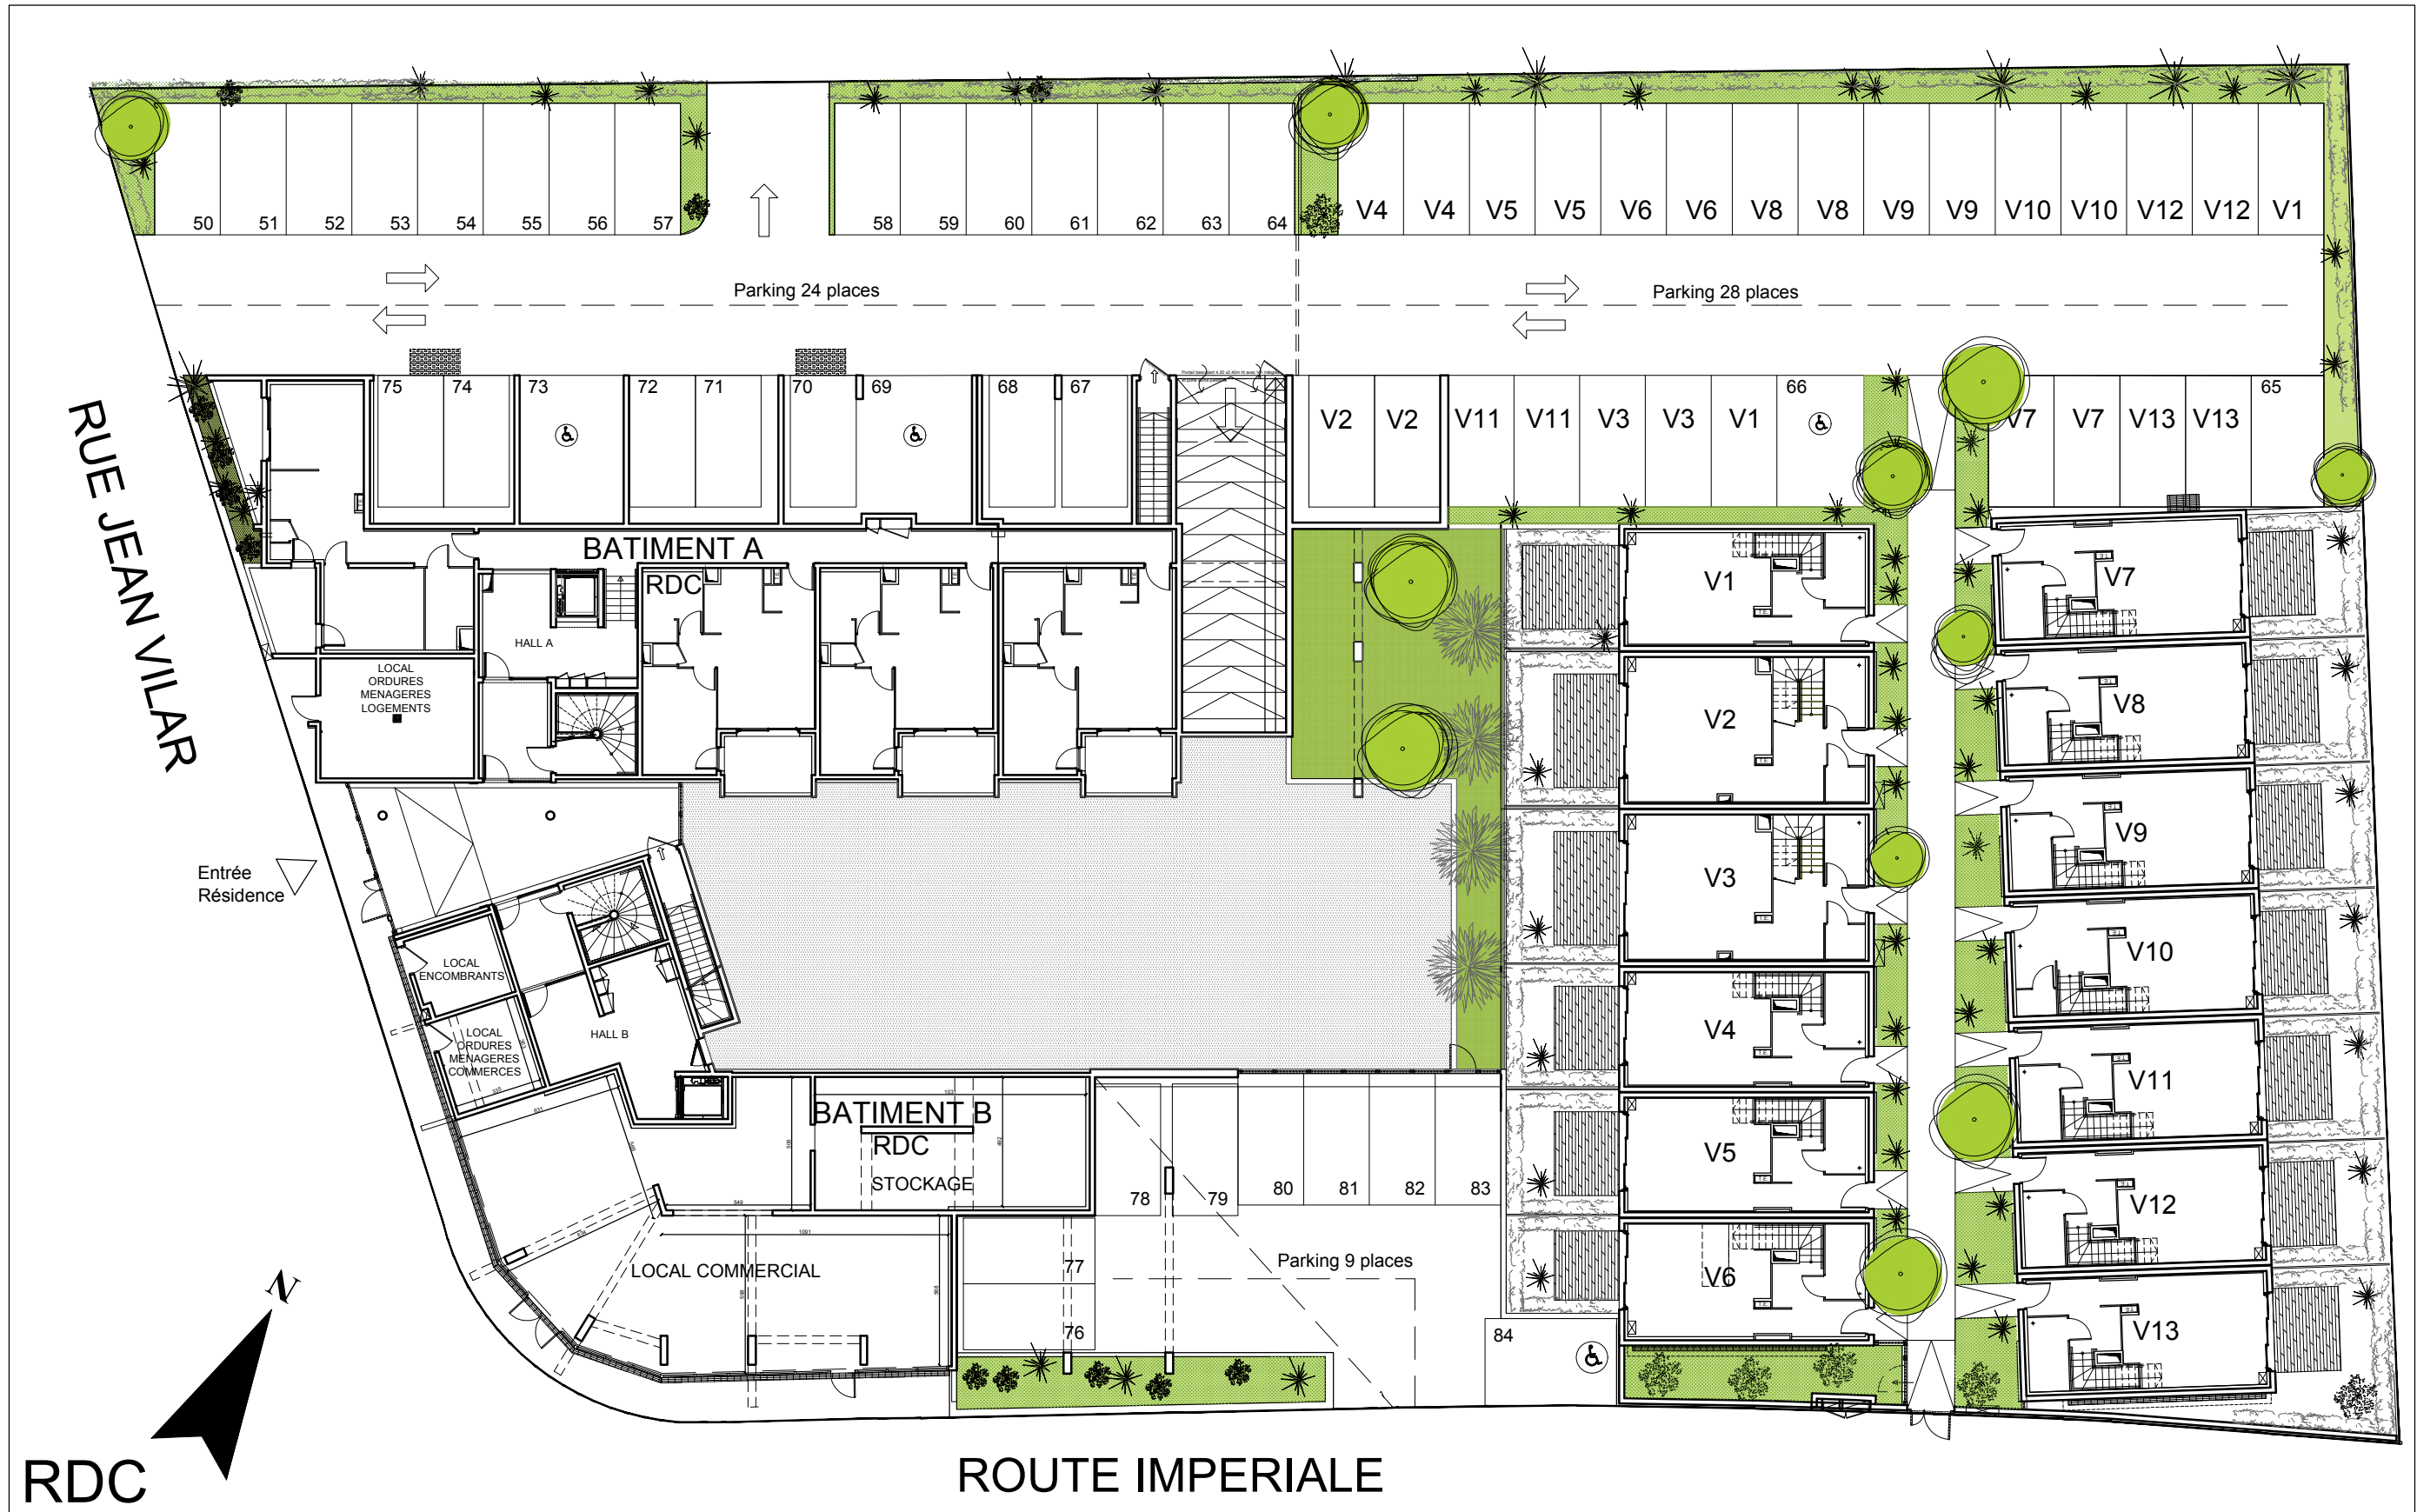 50 51 52 53 54 55 56 57 58 59 60 61 62 63 64 V4 V4 V5 V5 V6 V6 V8 V8 V9 V9 V10 V10 V12 V12 V1
Parking 24 places
Parking 28 places
75 74 73 72 71 70 69 68 67
V2 V2 V11 V11 V3 V3 V1 66 V7 V7 V13 V13 65
RUE JEAN VILAR
BATIMENT A
RDC
HALL A
LOCAL
ORDURES
MENAGERES
LOGEMENTS
Entrée
Résidence
LOCAL
ENCOMBRANTS
LOCAL
ORDURES
MENAGERES
COMMERCES
HALL B
BATIMENT B
RDC
STOCKAGE
LOCAL COMMERCIAL
1091
549
78 79 80 81 82 83
77
76
Parking 9 places
84
V1
V2
V3
V4
V5
V6
V7
V8
V9
V10
V11
V12
V13
N
RDC
ROUTE IMPERIALE